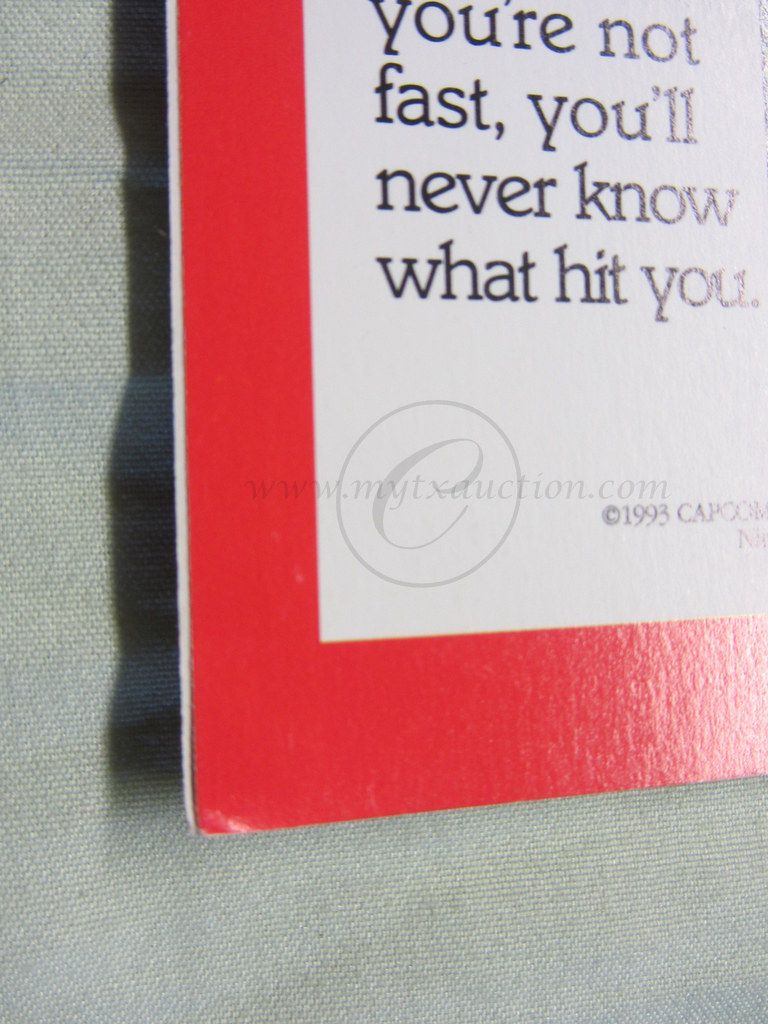 you're not
fast, you'll
never know
what hit you.
www.mytxauction.com
C
©1993 CAPCOM